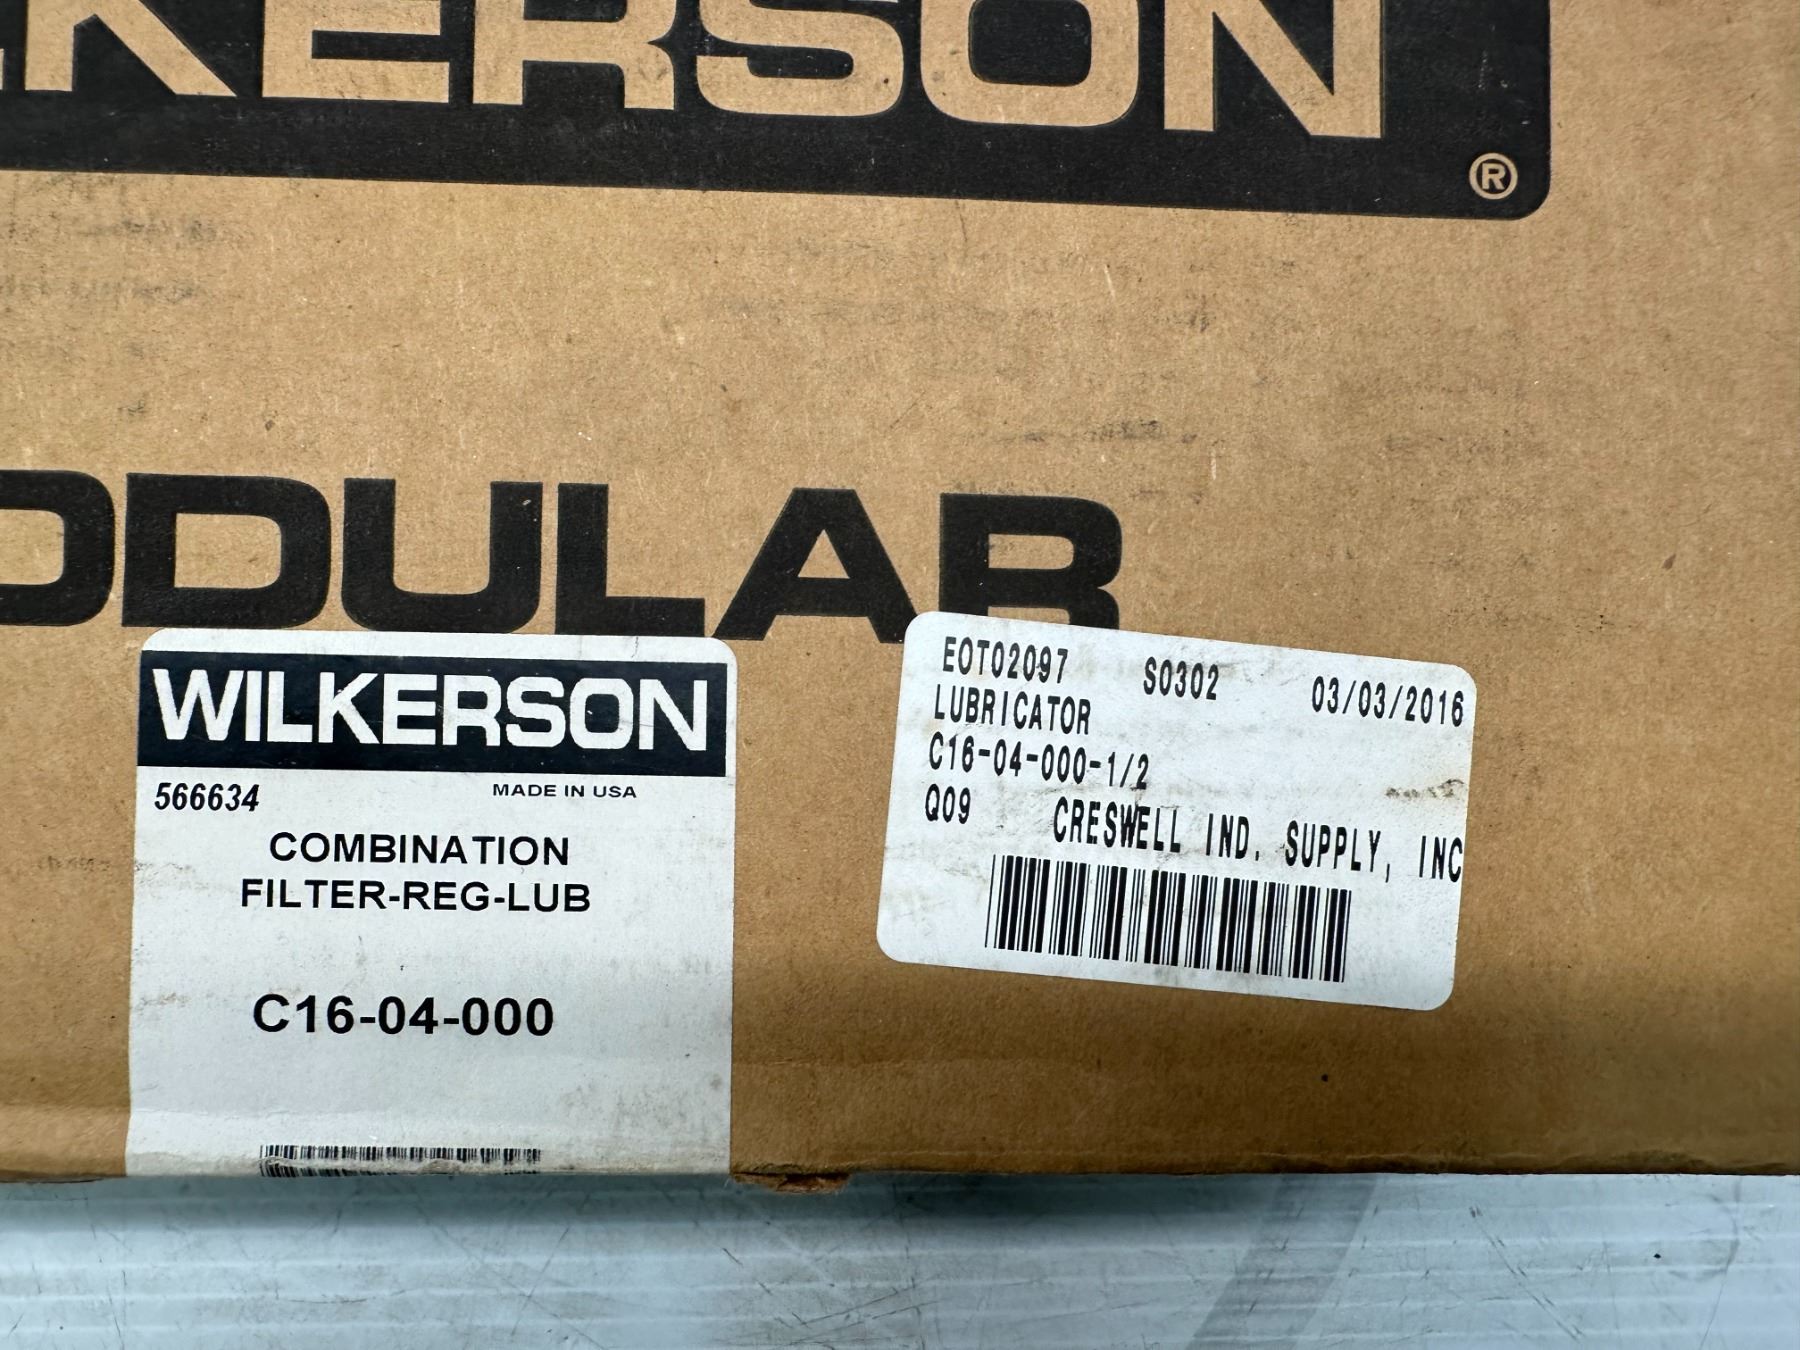 KERSON
®
ODULAR
WILKERSON
566634 MADE IN USA
COMBINATION
FILTER-REG-LUB
C16-04-000
EOT02097 S0302 03/03/2016
LUBRICATOR
C16-04-000-1/2
Q09 CRESWELL IND. SUPPLY, INC